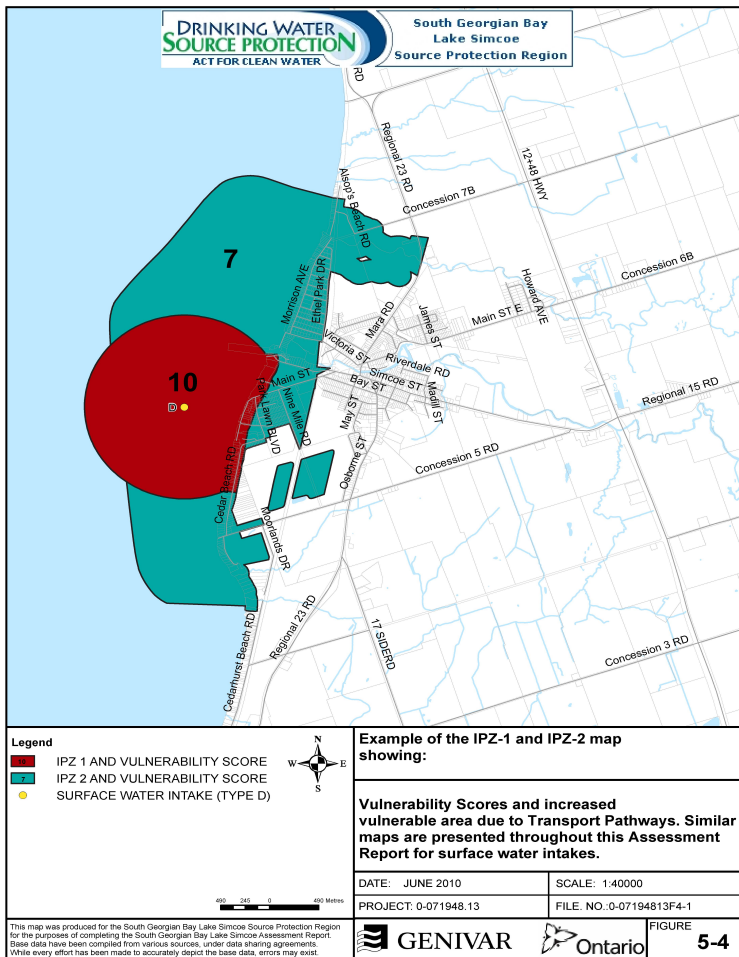 DRINKING WATER
SOURCE PROTECTION
ACT FOR CLEAN WATER
South Georgian Bay
Lake Simcoe
Source Protection Region
RD
Regional 23 RD
12+48 HWY
Alsop's Beach RD
Concession 7B
7
Concession 6B
Morrison AVE
Ethel Park DR
Howard AVE
Mara RD
James ST
Main ST E
Victoria ST
Riverdale RD
10
Main ST
Simcoe ST
Bay ST
Madill ST
Regional 15 RD
D
Park Lawn BLVD
Nine Mile RD
May ST
Osborne ST
Concession 5 RD
Cedar Beach RD
Moorlands DR
Regional 23 RD
17 SIDERD
Concession 3 RD
Cedarhurst Beach RD
Legend
10 IPZ 1 AND VULNERABILITY SCORE
7 IPZ 2 AND VULNERABILITY SCORE
SURFACE WATER INTAKE (TYPE D)
N
W E
S
490 245 0 490 Metres
Example of the IPZ-1 and IPZ-2 map
showing:
Vulnerability Scores and increased
vulnerable area due to Transport Pathways. Similar
maps are presented throughout this Assessment
Report for surface water intakes.
DATE: JUNE 2010
SCALE: 1:40000
PROJECT: 0-071948.13
FILE. NO.:0-07194813F4-1
This map was produced for the South Georgian Bay Lake Simcoe Source Protection Region
for the purposes of completing the South Georgian Bay Lake Simcoe Assessment Report.
Base data have been compiled from various sources, under data sharing agreements.
While every effort has been made to accurately depict the base data, errors may exist.
GENIVAR
Ontario
FIGURE
5-4